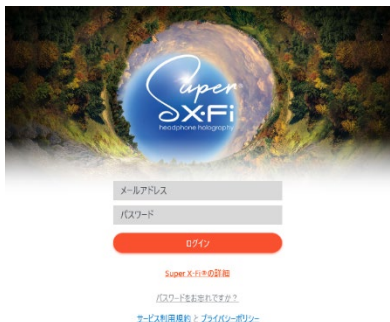 Super
X-Fi
headphone holography
メールアドレス
パスワード
ログイン
Super X-Fi®の詳細
パスワードをお忘れですか？
サービス利用規約 と プライバシーポリシー